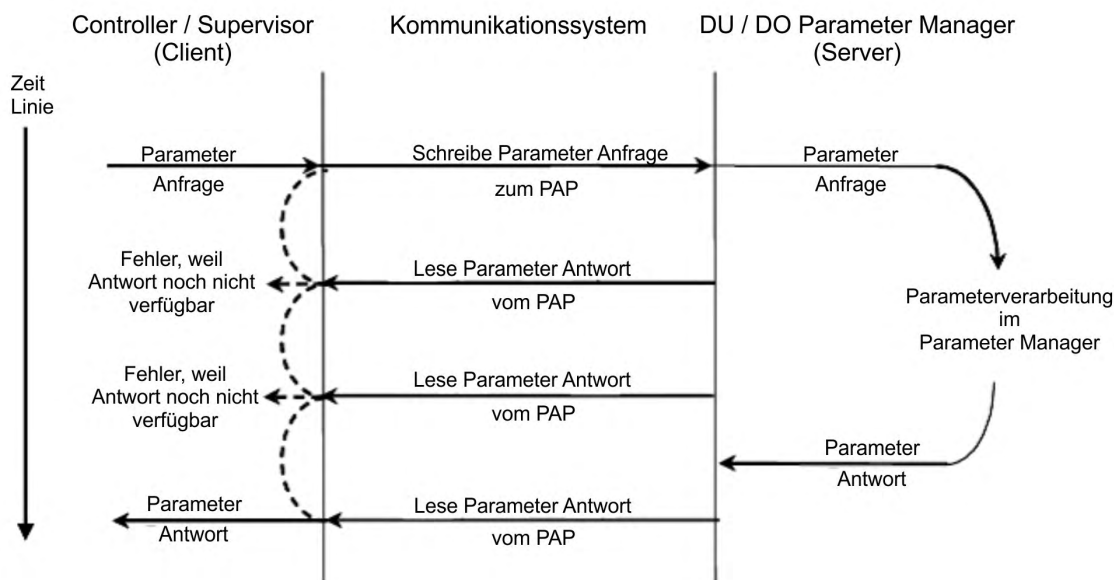 Controller / Supervisor
(Client)
Kommunikationssystem
DU / DO Parameter Manager
(Server)
Zeit
Linie
Parameter
Anfrage
Schreibe Parameter Anfrage
zum PAP
Parameter
Anfrage
Fehler, weil
Antwort noch nicht
verfügbar
Lese Parameter Antwort
vom PAP
Parameterverarbeitung
im
Parameter Manager
Fehler, weil
Antwort noch nicht
verfügbar
Lese Parameter Antwort
vom PAP
Parameter
Antwort
Parameter
Antwort
Lese Parameter Antwort
vom PAP